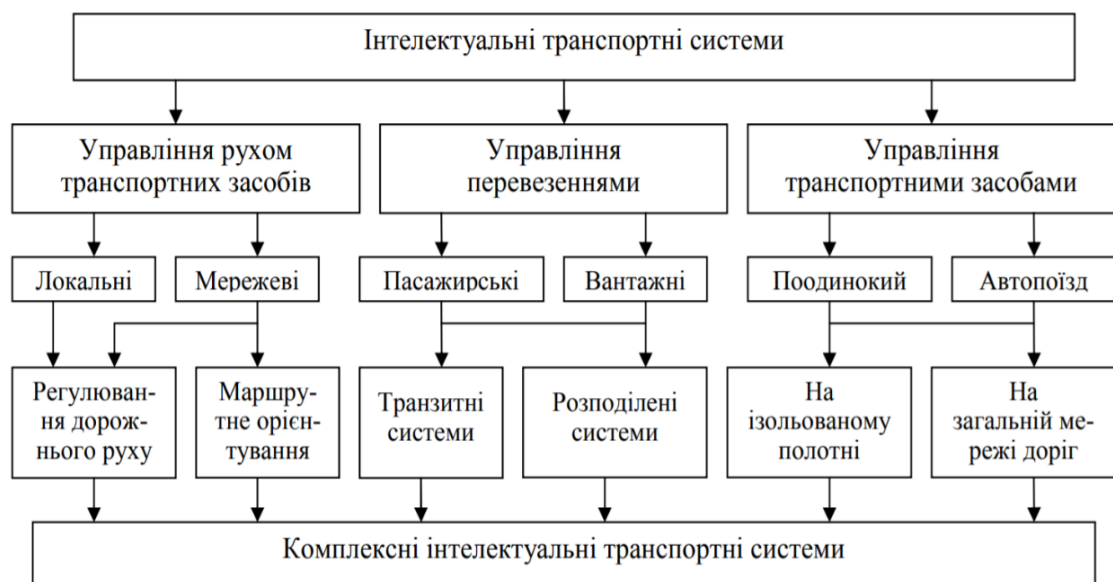 Інтелектуальні транспортні системи
Управління рухом
транспортних засобів
Управління
перевезеннями
Управління
транспортними засобами
Локальні
Мережеві
Пасажирські
Вантажні
Поодинокий
Автопоїзд
Регулюван-
ня дорож-
нього руху
Маршру-
тне орієн-
тування
Транзитні
системи
Розподілені
системи
На
ізольованому
полотні
На
загальній ме-
режі доріг
Комплексні інтелектуальні транспортні системи